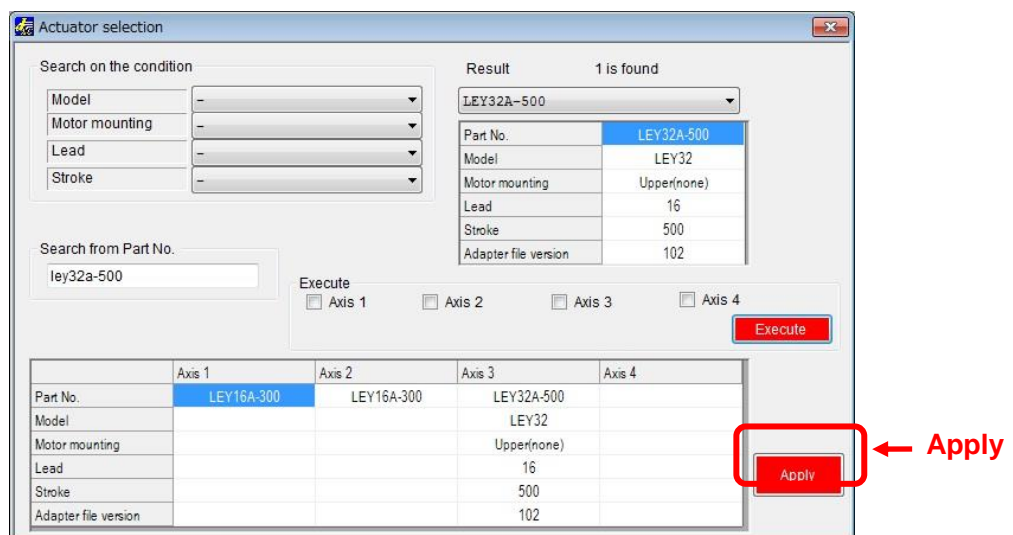 Actuator selection
Search on the condition
Model –
Motor mounting –
Lead –
Stroke –
Result 1 is found
LEY32A-500
Part No. LEY32A-500
Model LEY32
Motor mounting Upper(none)
Lead 16
Stroke 500
Adapter file version 102
Search from Part No.
ley32a-500
Execute
Axis 1 Axis 2 Axis 3 Axis 4
Execute
Axis 1 Axis 2 Axis 3 Axis 4
Part No. LEY16A-300 LEY16A-300 LEY32A-500
Model LEY32
Motor mounting Upper(none)
Lead 16
Stroke 500
Adapter file version 102
Apply
Apply